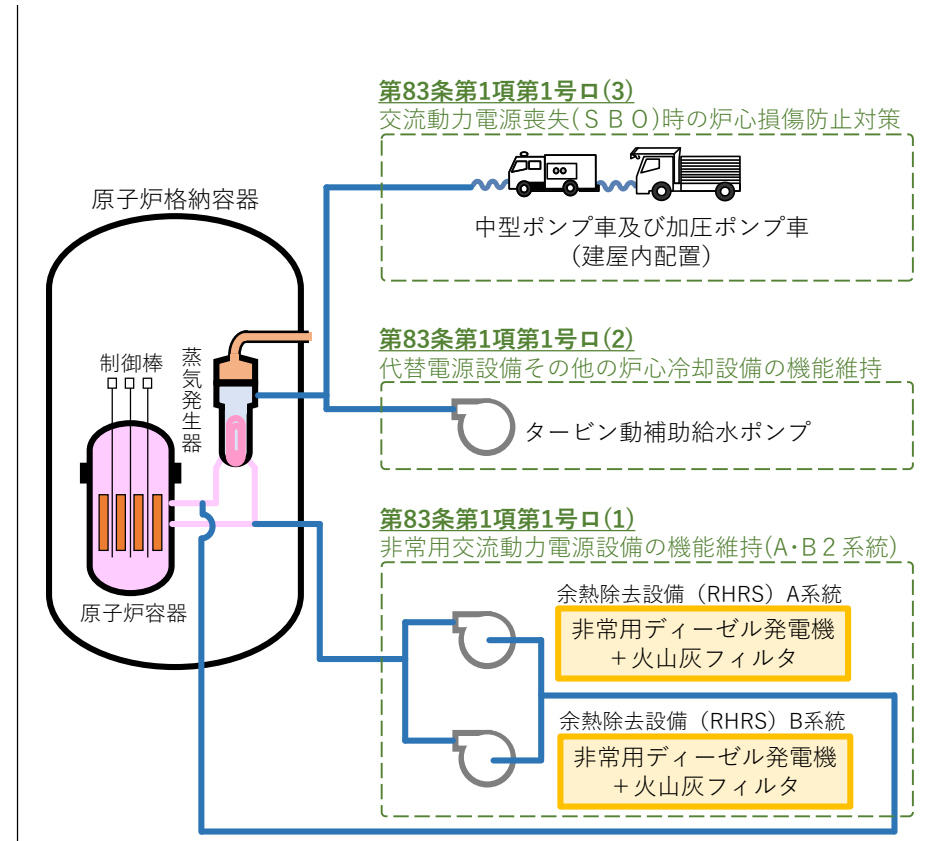 第83条第1項第1号ロ(3)
交流動力電源喪失(ＳＢＯ)時の炉心損傷防止対策
中型ポンプ車及び加圧ポンプ車
(建屋内配置)
原子炉格納容器
第83条第1項第1号ロ(2)
代替電源設備その他の炉心冷却設備の機能維持
タービン動補助給水ポンプ
制御棒
蒸気発生器
原子炉容器
第83条第1項第1号ロ(1)
非常用交流動力電源設備の機能維持(A･B２系統)
余熱除去設備（RHRS）A系統
非常用ディーゼル発電機
＋火山灰フィルタ
余熱除去設備（RHRS）B系統
非常用ディーゼル発電機
＋火山灰フィルタ